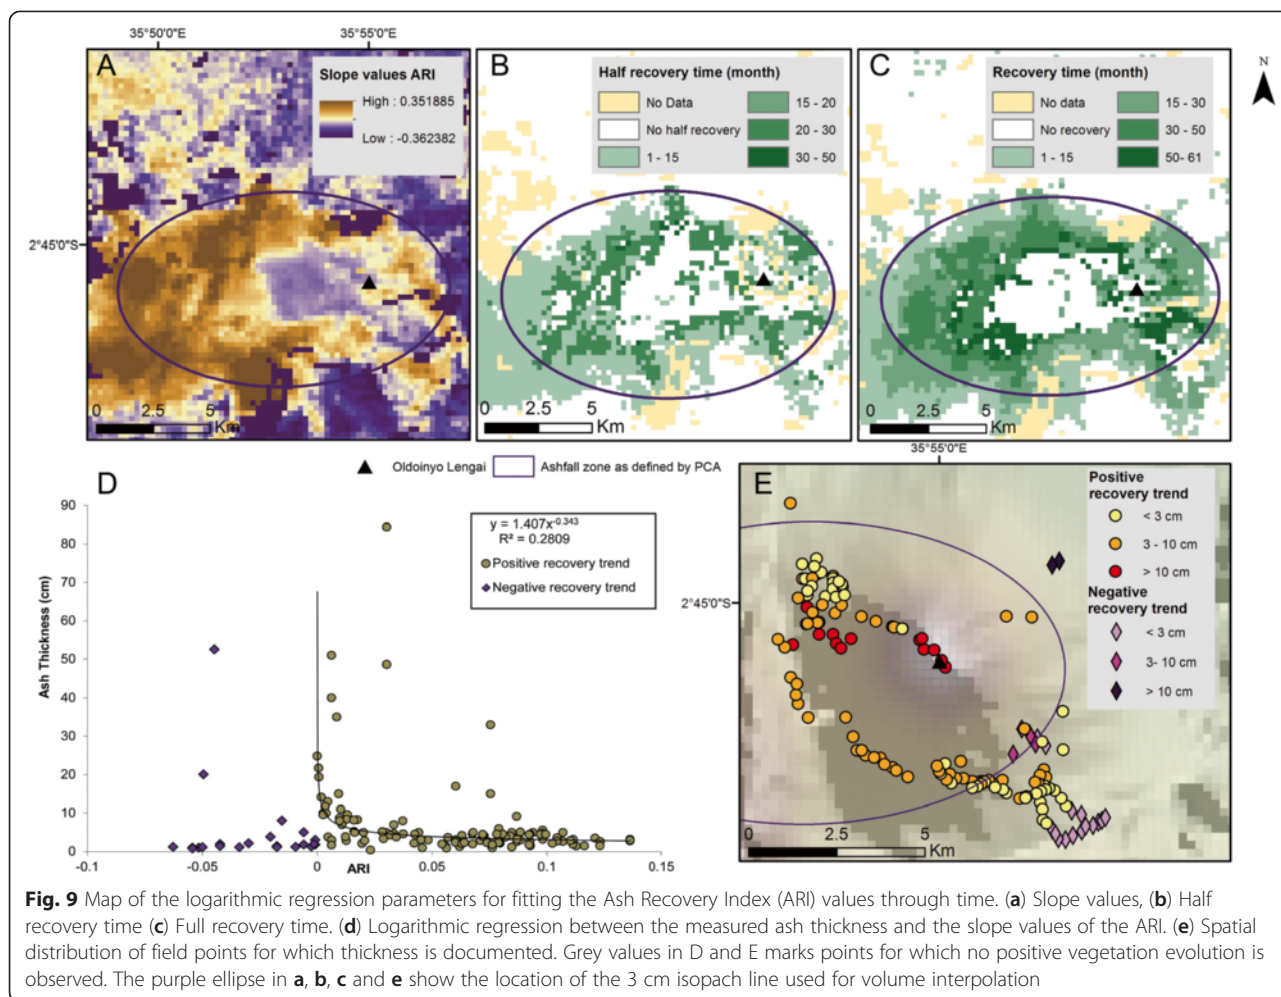 35°50'0"E
35°55'0"E
A
Slope values ARI
High : 0.351885
Low : -0.362382
2°45'0"S
0 2.5 5
Km
B
Half recovery time (month)
No Data
No half recovery
1 - 15
15 - 20
20 - 30
30 - 50
0 2.5 5
Km
C
Recovery time (month)
No data
No recovery
1 - 15
15 - 30
30 - 50
50- 61
0 2.5 5
Km
N
Oldoinyo Lengai
Ashfall zone as defined by PCA
D
y = 1.407x^-0.343
R² = 0.2809
Positive recovery trend
Negative recovery trend
Ash Thickness (cm)
90
80
70
60
50
40
30
20
10
0
-0.1 -0.05 0 0.05 0.1 0.15
ARI
35°55'0"E
E
2°45'0"S
Positive
recovery trend
< 3 cm
3 - 10 cm
> 10 cm
Negative
recovery trend
< 3 cm
3- 10 cm
> 10 cm
0 2.5 5
Km
Fig. 9 Map of the logarithmic regression parameters for fitting the Ash Recovery Index (ARI) values through time. (a) Slope values, (b) Half
recovery time (c) Full recovery time. (d) Logarithmic regression between the measured ash thickness and the slope values of the ARI. (e) Spatial
distribution of field points for which thickness is documented. Grey values in D and E marks points for which no positive vegetation evolution is
observed. The purple ellipse in a, b, c and e show the location of the 3 cm isopach line used for volume interpolation